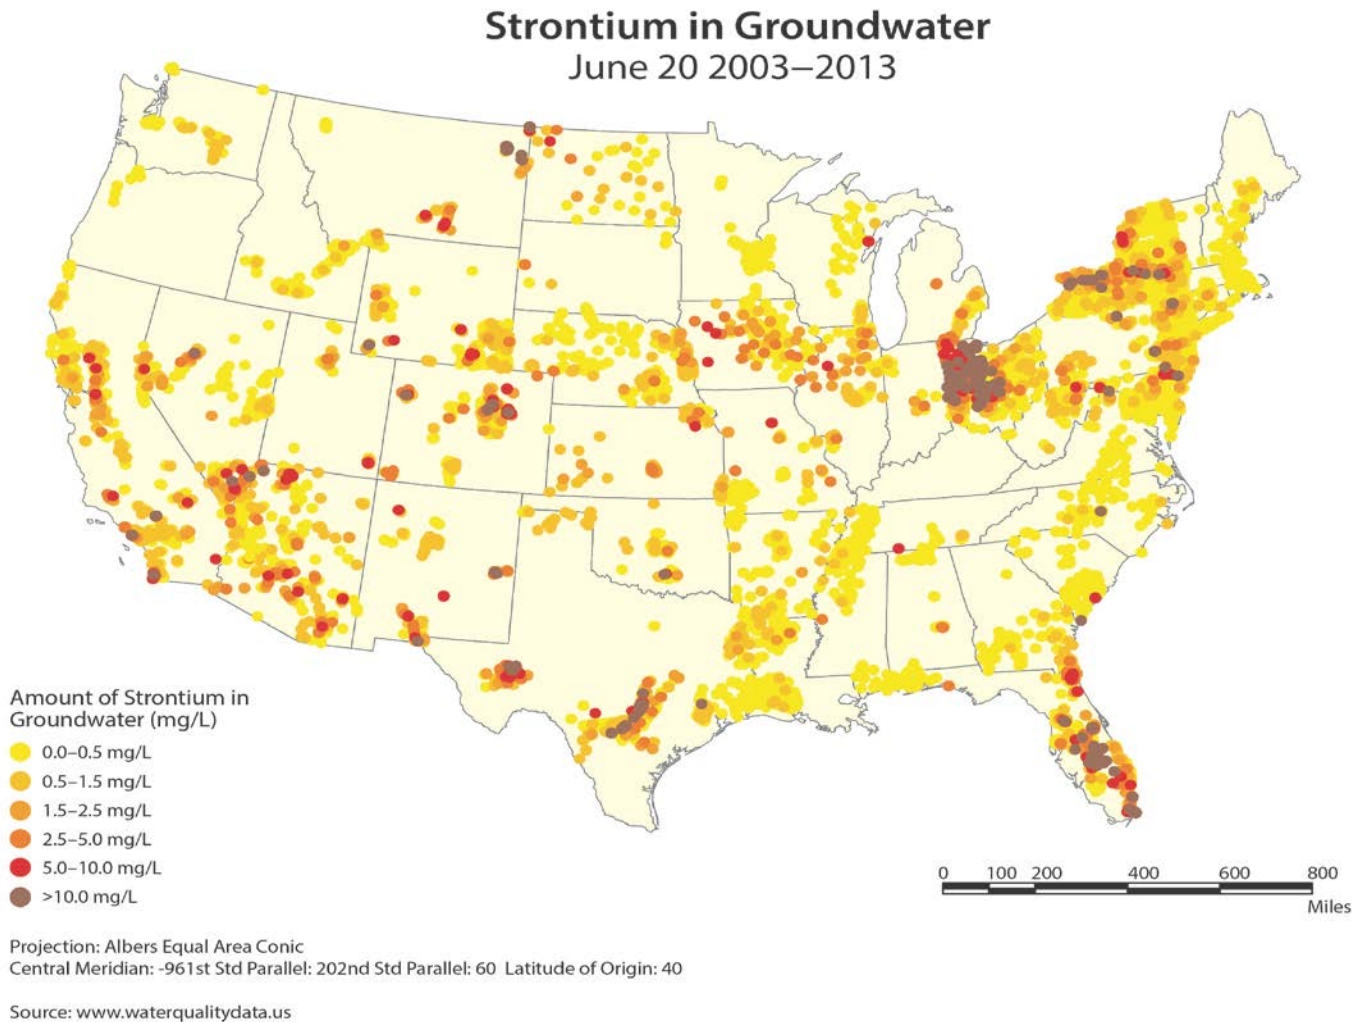 Strontium in Groundwater
June 20 2003–2013
Amount of Strontium in
Groundwater (mg/L)
0.0–0.5 mg/L
0.5–1.5 mg/L
1.5–2.5 mg/L
2.5–5.0 mg/L
5.0–10.0 mg/L
>10.0 mg/L
0 100 200 400 600 800
Miles
Projection: Albers Equal Area Conic
Central Meridian: -961st Std Parallel: 202nd Std Parallel: 60 Latitude of Origin: 40
Source: www.waterqualitydata.us